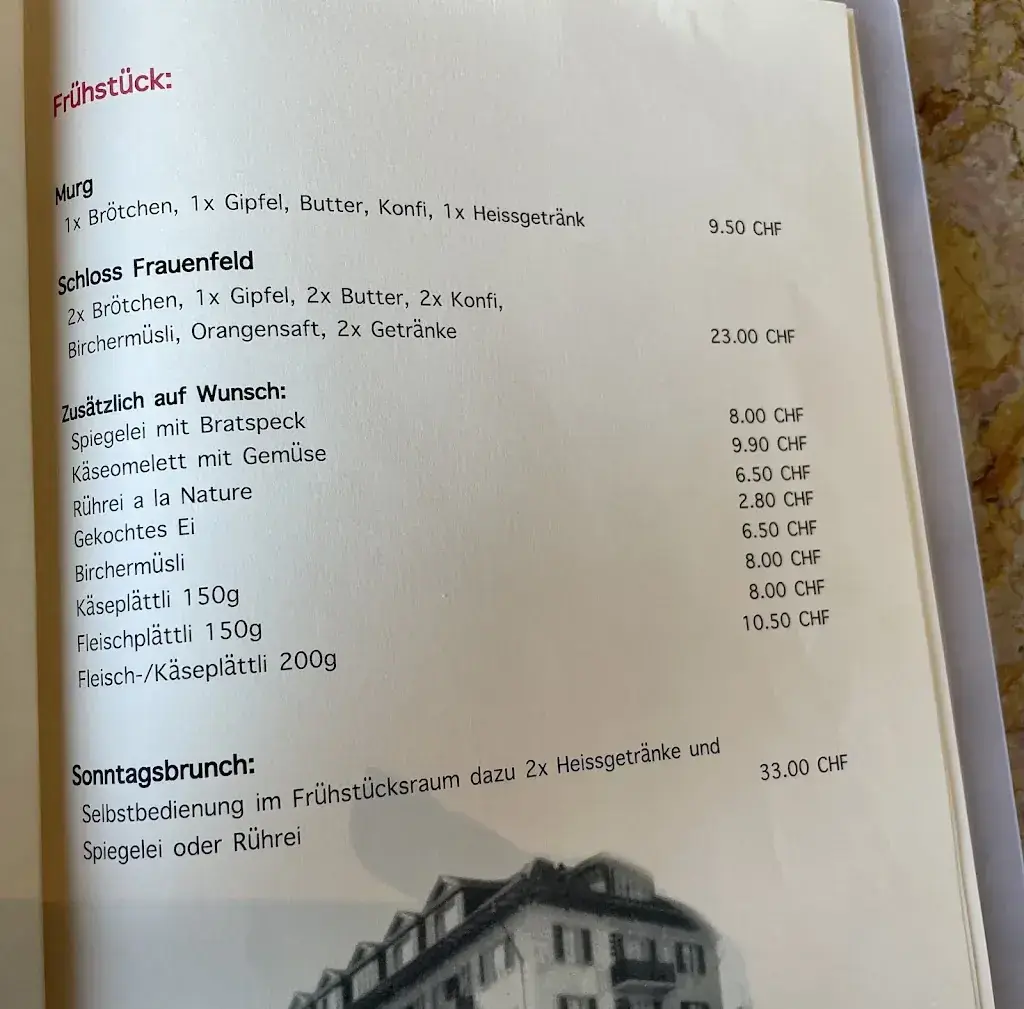 Frühstück:
Murg
1x Brötchen, 1x Gipfel, Butter, Konfi, 1x Heissgetränk 9.50 CHF
Schloss Frauenfeld
2x Brötchen, 1x Gipfel, 2x Butter, 2x Konfi,
Birchermüsli, Orangensaft, 2x Getränke 23.00 CHF
Zusätzlich auf Wunsch:
Spiegelei mit Bratspeck 8.00 CHF
Käseomelett mit Gemüse 9.90 CHF
Rührei a la Nature 6.50 CHF
Gekochtes Ei 2.80 CHF
Birchermüsli 6.50 CHF
Käseplättli 150g 8.00 CHF
Fleischplättli 150g 8.00 CHF
Fleisch-/Käseplättli 200g 10.50 CHF
Sonntagsbrunch:
Selbstbedienung im Frühstücksraum dazu 2x Heissgetränke und 33.00 CHF
Spiegelei oder Rührei